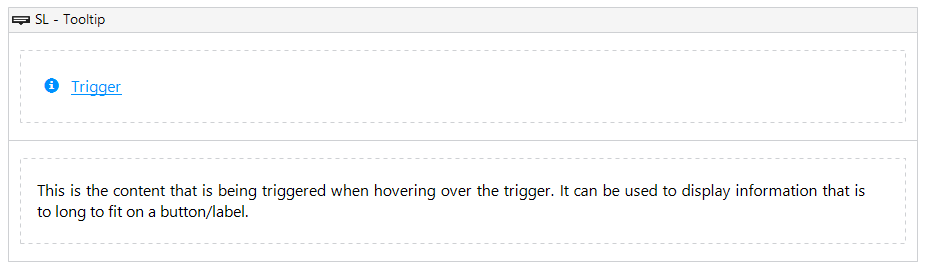 SL - Tooltip
Trigger
This is the content that is being triggered when hovering over the trigger. It can be used to display information that is
to long to fit on a button/label.